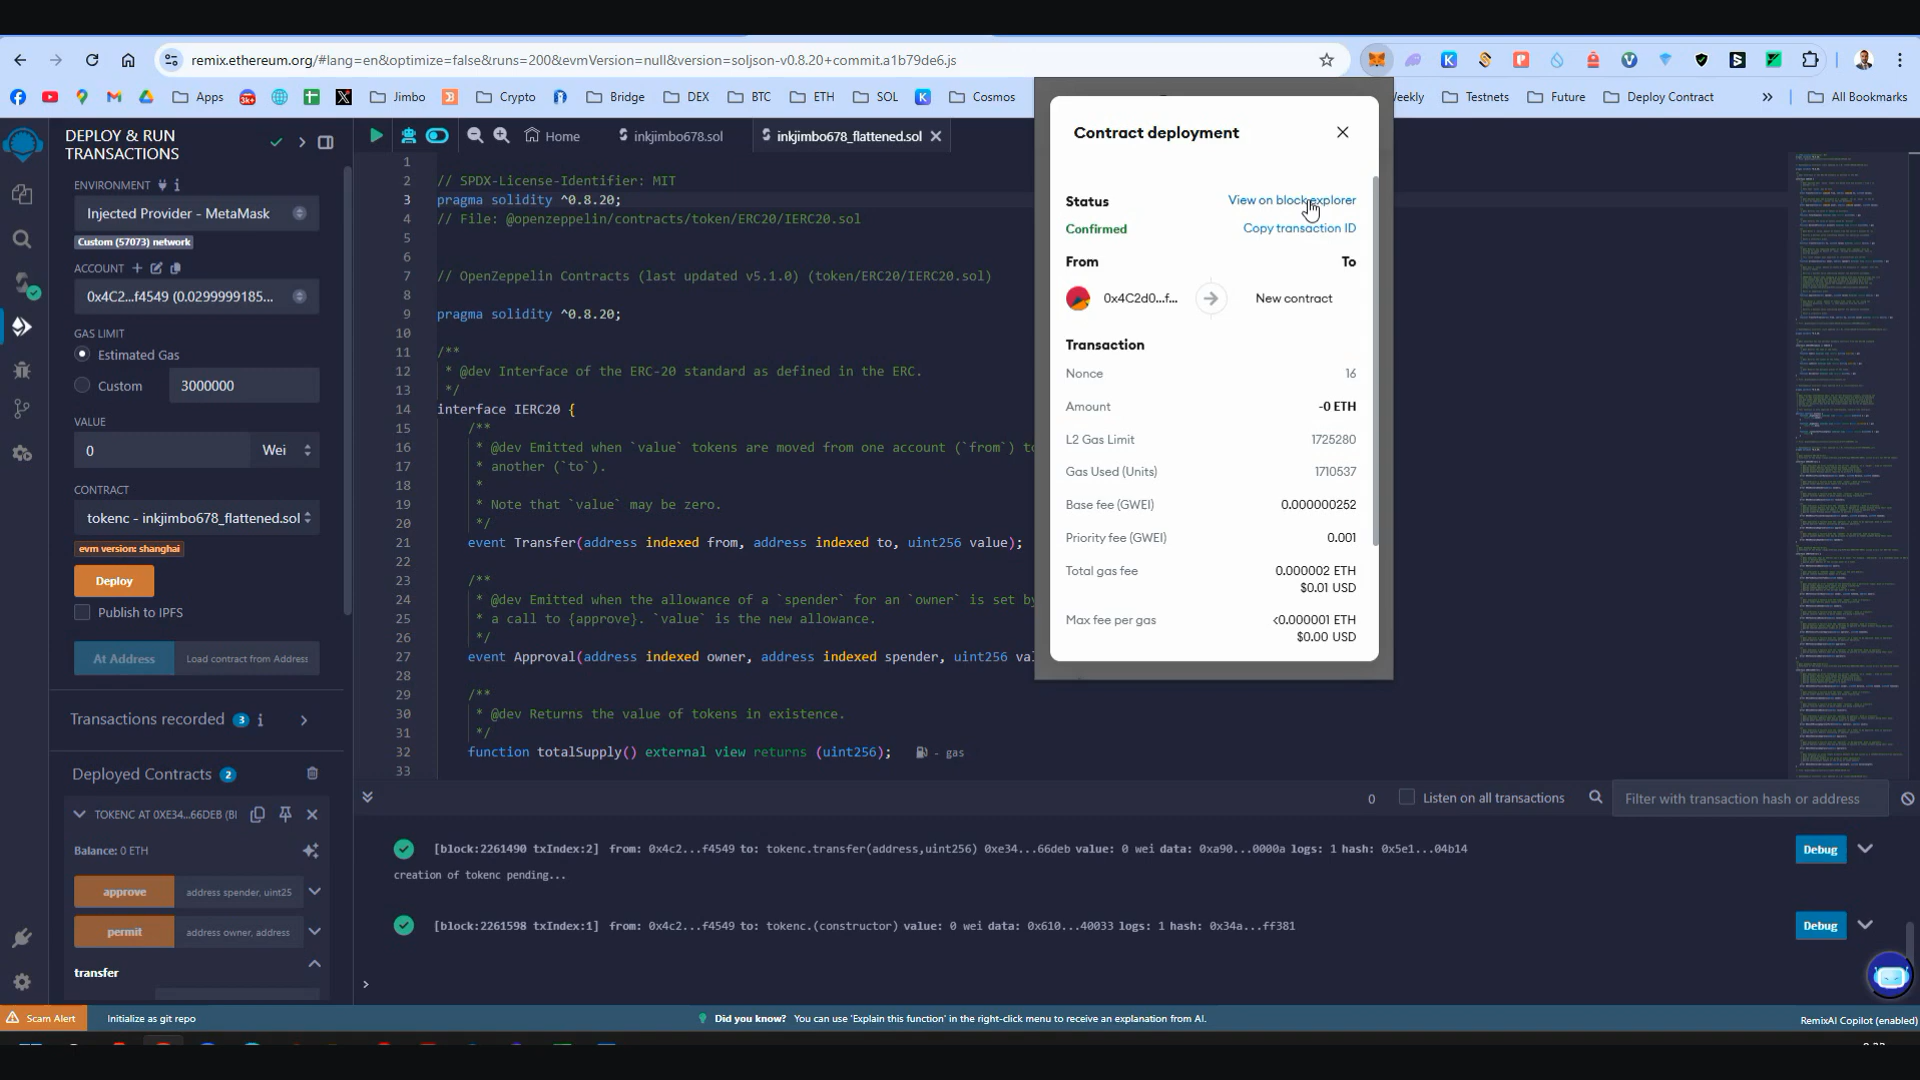 remix.ethereum.org/#lang=en&optimize=false&runs=200&evmVersion=null&version=soljson-v0.8.20+commit.a1b79de6.js
Apps
3k+
Jimbo
Crypto
Bridge
DEX
BTC
ETH
SOL
Cosmos
Weekly
Testnets
Future
Deploy Contract
All Bookmarks
DEPLOY & RUN
TRANSACTIONS
Home
inkjimbo678.sol
inkjimbo678_flattened.sol
ENVIRONMENT
Injected Provider - MetaMask
Custom (57073) network
ACCOUNT
0x4C2...f4549 (0.0299999185...
GAS LIMIT
Estimated Gas
Custom
3000000
VALUE
0
Wei
CONTRACT
tokenc - inkjimbo678_flattened.sol
evm version: shanghai
Deploy
Publish to IPFS
At Address
Load contract from Address
Transactions recorded 3
Deployed Contracts 2
TOKENC AT 0XE34...66DEB (Bl
Balance: 0 ETH
approve
address spender, uint25
permit
address owner, address
transfer
1
2 // SPDX-License-Identifier: MIT
3 pragma solidity ^0.8.20;
4 // File: @openzeppelin/contracts/token/ERC20/IERC20.sol
5
6
7 // OpenZeppelin Contracts (last updated v5.1.0) (token/ERC20/IERC20.sol)
8
9 pragma solidity ^0.8.20;
10
11 /**
12 * @dev Interface of the ERC-20 standard as defined in the ERC.
13 */
14 interface IERC20 {
15 /**
16 * @dev Emitted when `value` tokens are moved from one account (`from`) to
17 * another (`to`).
18 *
19 * Note that `value` may be zero.
20 */
21 event Transfer(address indexed from, address indexed to, uint256 value);
22
23 /**
24 * @dev Emitted when the allowance of a `spender` for an `owner` is set by
25 * a call to {approve}. `value` is the new allowance.
26 */
27 event Approval(address indexed owner, address indexed spender, uint256 val
28
29 /**
30 * @dev Returns the value of tokens in existence.
31 */
32 function totalSupply() external view returns (uint256); - gas
33
Contract deployment
Status
View on block explorer
Confirmed
Copy transaction ID
From
To
0x4C2d0...f...
New contract
Transaction
Nonce 16
Amount -0 ETH
L2 Gas Limit 1725280
Gas Used (Units) 1710537
Base fee (GWEI) 0.000000252
Priority fee (GWEI) 0.001
Total gas fee 0.000002 ETH
$0.01 USD
Max fee per gas <0.000001 ETH
$0.00 USD
0
Listen on all transactions
Filter with transaction hash or address
[block:2261490 txIndex:2] from: 0x4c2...f4549 to: tokenc.transfer(address,uint256) 0xe34...66deb value: 0 wei data: 0xa90...0000a logs: 1 hash: 0x5e1...04b14
Debug
creation of tokenc pending...
[block:2261598 txIndex:1] from: 0x4c2...f4549 to: tokenc.(constructor) value: 0 wei data: 0x610...40033 logs: 1 hash: 0x34a...ff381
Debug
>
Scam Alert
Initialize as git repo
Did you know? You can use 'Explain this function' in the right-click menu to receive an explanation from AI.
RemixAI Copilot (enabled)